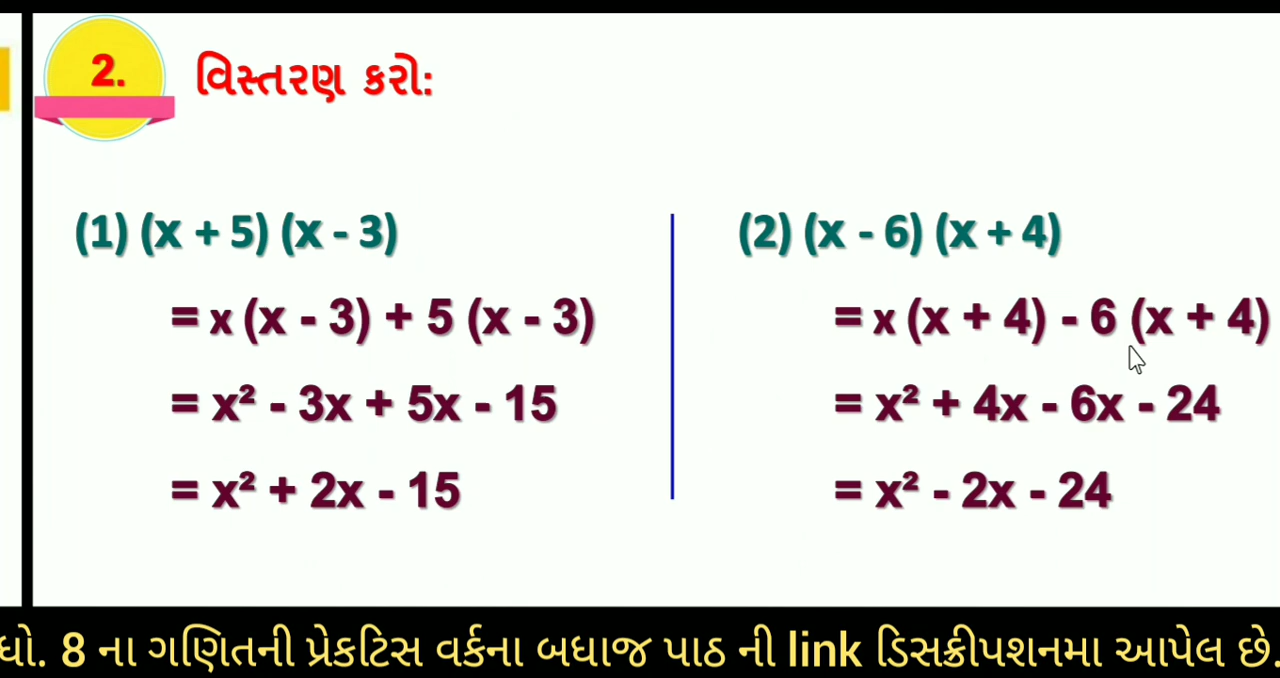 2. વિસ્તરણ કરો:
(1) (x + 5) (x - 3)
= x (x - 3) + 5 (x - 3)
= x² - 3x + 5x - 15
= x² + 2x - 15
(2) (x - 6) (x + 4)
= x (x + 4) - 6 (x + 4)
= x² + 4x - 6x - 24
= x² - 2x - 24
ધો. 8 ના ગણિતની પ્રેકટિસ વર્કના બધાજ પાઠ ની link ડિસક્રીપશનમા આપેલ છે.